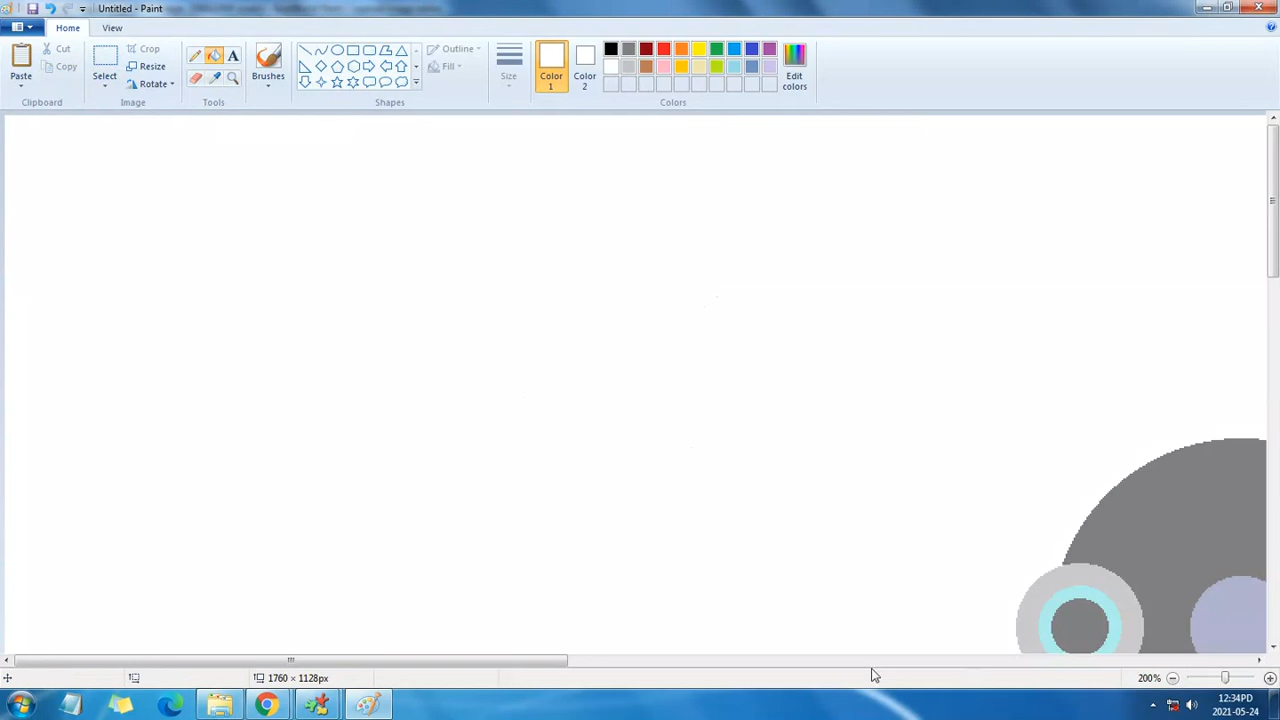 Untitled - Paint
Home View
Paste
Cut
Copy
Clipboard
Select
Crop
Resize
Rotate
Image
A
Tools
Brushes
Shapes
Outline
Fill
Size
Color
1
Color
2
Edit
colors
Colors
1760 × 1128px
200%
12:34PD
2021-05-24